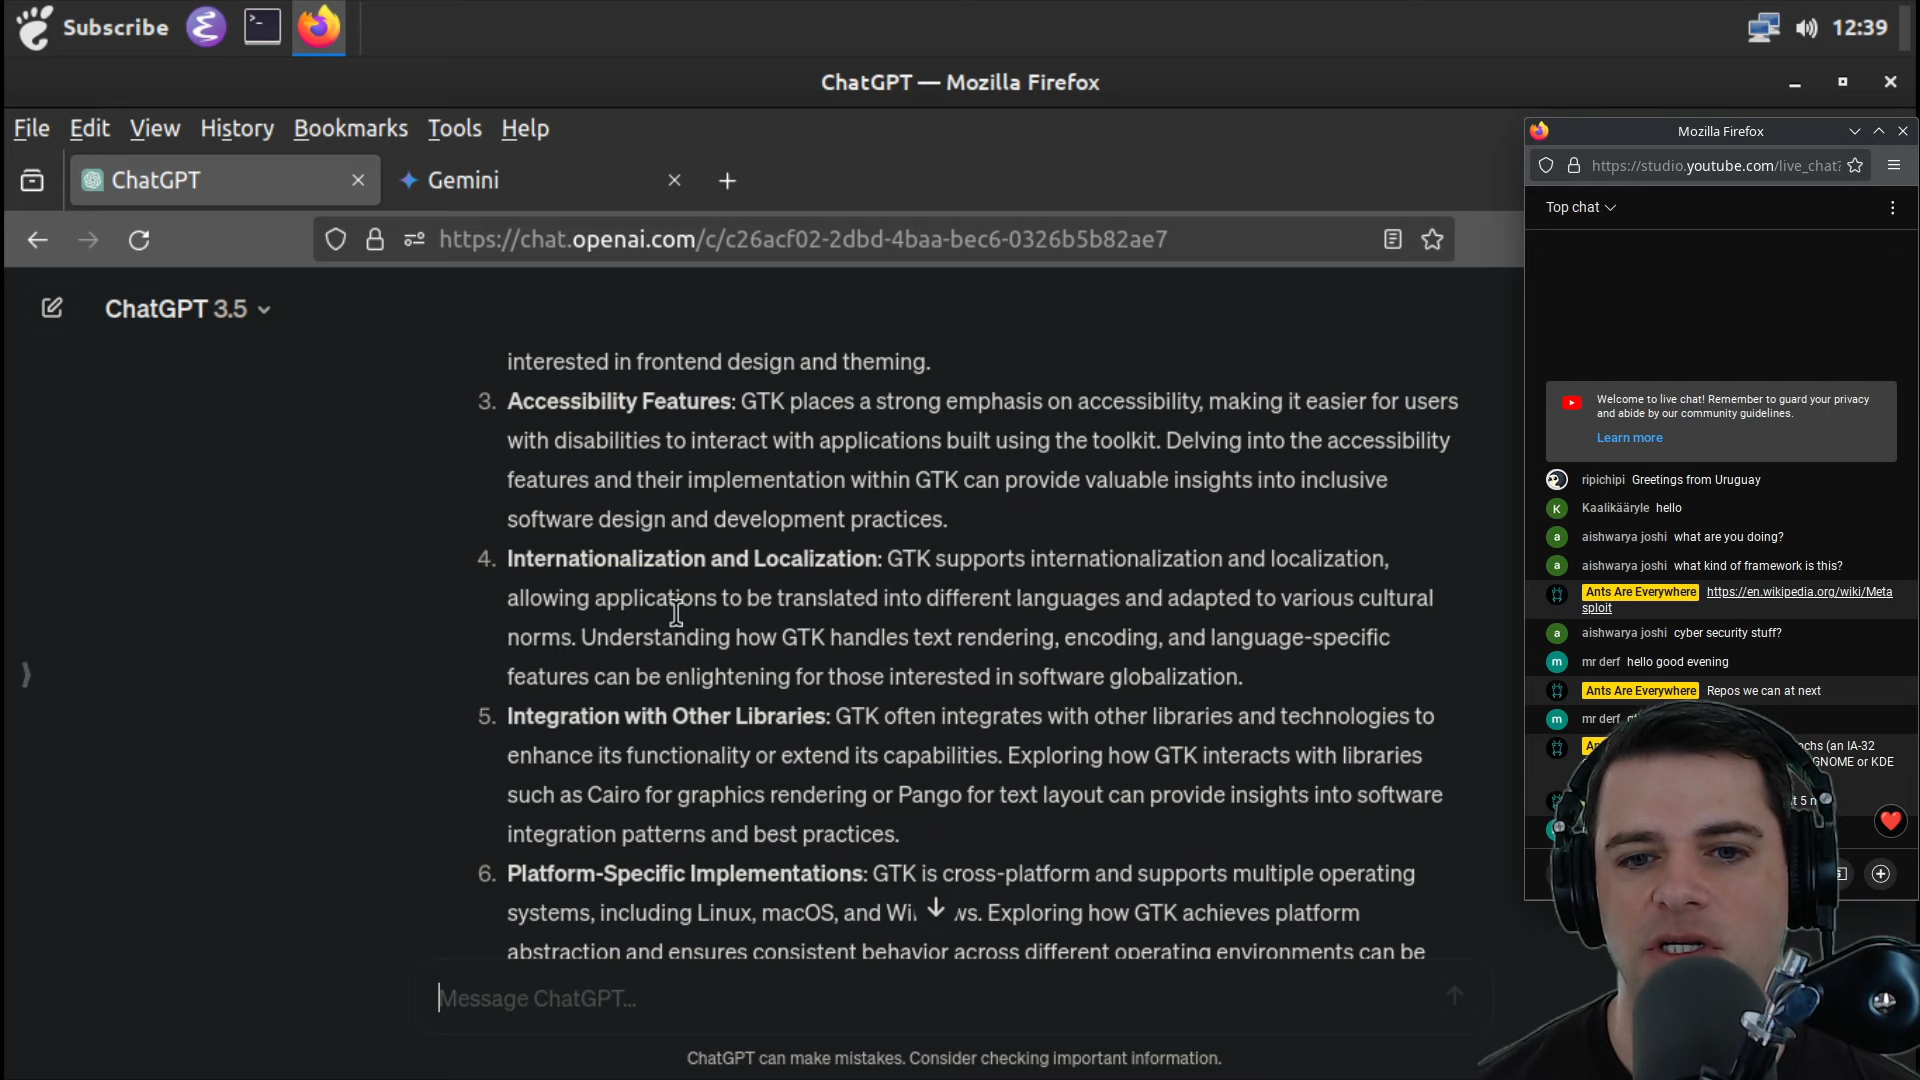 Subscribe
12:39
ChatGPT — Mozilla Firefox
File Edit View History Bookmarks Tools Help
ChatGPT
Gemini
https://chat.openai.com/c/c26acf02-2dbd-4baa-bec6-0326b5b82ae7
ChatGPT 3.5
interested in frontend design and theming.
3. Accessibility Features: GTK places a strong emphasis on accessibility, making it easier for users
with disabilities to interact with applications built using the toolkit. Delving into the accessibility
features and their implementation within GTK can provide valuable insights into inclusive
software design and development practices.
4. Internationalization and Localization: GTK supports internationalization and localization,
allowing applications to be translated into different languages and adapted to various cultural
norms. Understanding how GTK handles text rendering, encoding, and language-specific
features can be enlightening for those interested in software globalization.
5. Integration with Other Libraries: GTK often integrates with other libraries and technologies to
enhance its functionality or extend its capabilities. Exploring how GTK interacts with libraries
such as Cairo for graphics rendering or Pango for text layout can provide insights into software
integration patterns and best practices.
6. Platform-Specific Implementations: GTK is cross-platform and supports multiple operating
systems, including Linux, macOS, and Exploring how GTK achieves platform
abstraction and ensures consistent behavior across different operating environments can be
Message ChatGPT...
ChatGPT can make mistakes. Consider checking important information.
Mozilla Firefox
https://studio.youtube.com/live_chat?
Top chat
Welcome to live chat! Remember to guard your privacy
and abide by our community guidelines.
Learn more
ripichipi Greetings from Uruguay
K Kaalikääryle hello
a aishwarya joshi what are you doing?
a aishwarya joshi what kind of framework is this?
Ants Are Everywhere https://en.wikipedia.org/wiki/Meta
sploit
a aishwarya joshi cyber security stuff?
m mr derf hello good evening
Ants Are Everywhere Repos we can at next
m mr derf
(an IA-32
GNOME or KDE